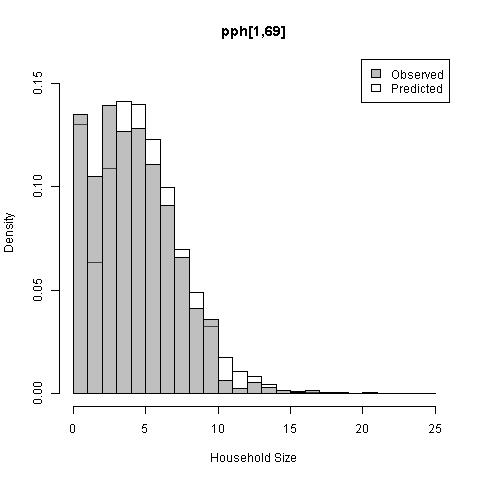 pph[1,69]
Observed
Predicted
0.15
0.10
0.05
0.00
Density
0 5 10 15 20 25
Household Size